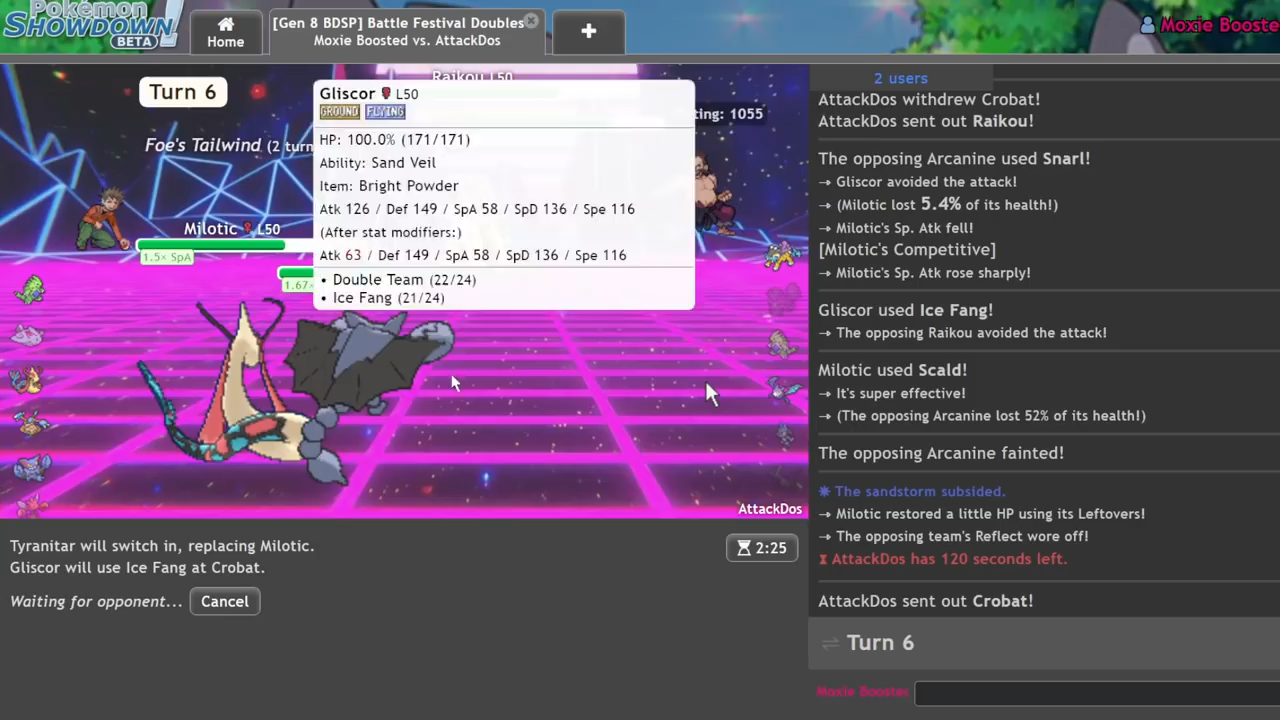 Pokémon
SHOWDOWN!
BETA
Home
[Gen 8 BDSP] Battle Festival Doubles
Moxie Boosted vs. AttackDos
+
Moxie Booste
Turn 6
Raikou L50
Gliscor L50
GROUND FLYING
HP: 100.0% (171/171)
Ability: Sand Veil
Item: Bright Powder
Atk 126 / Def 149 / SpA 58 / SpD 136 / Spe 116
(After stat modifiers:)
Atk 63 / Def 149 / SpA 58 / SpD 136 / Spe 116
• Double Team (22/24)
• Ice Fang (21/24)
ting: 1055
Foe's Tailwind (2 turn
Milotic L50
1.5× SpA
1.67×
AttackDos
Tyranitar will switch in, replacing Milotic.
Gliscor will use Ice Fang at Crobat.
Waiting for opponent... Cancel
2:25
2 users
AttackDos withdrew Crobat!
AttackDos sent out Raikou!
The opposing Arcanine used Snarl!
→ Gliscor avoided the attack!
→ (Milotic lost 5.4% of its health!)
→ Milotic's Sp. Atk fell!
[Milotic's Competitive]
→ Milotic's Sp. Atk rose sharply!
Gliscor used Ice Fang!
→ The opposing Raikou avoided the attack!
Milotic used Scald!
→ It's super effective!
→ (The opposing Arcanine lost 52% of its health!)
The opposing Arcanine fainted!
The sandstorm subsided.
→ Milotic restored a little HP using its Leftovers!
→ The opposing team's Reflect wore off!
AttackDos has 120 seconds left.
AttackDos sent out Crobat!
Turn 6
Moxie Booster